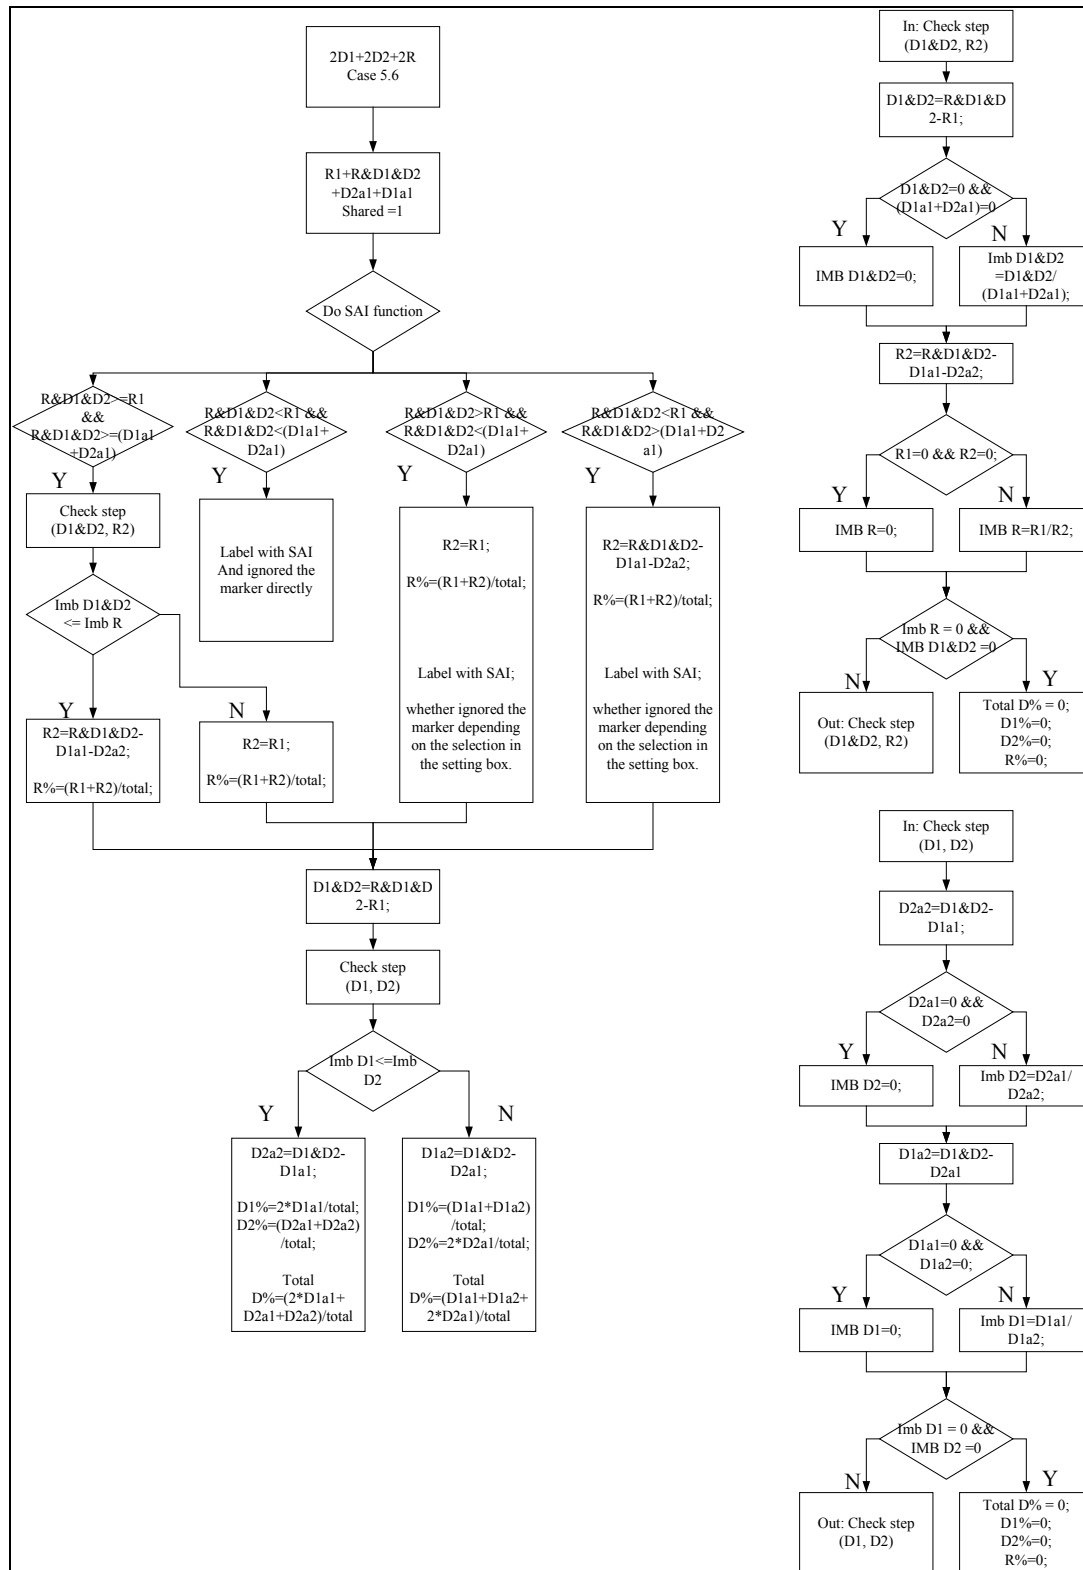 2D1+2D2+2R
Case 5.6
R1+R&D1&D2
+D2a1+D1a1
Shared =1
Do SAI function
R&D1&D2>=R1
&&
R&D1&D2>=(D1a1
+D2a1)
R&D1&D2<R1 &&
R&D1&D2<(D1a1+
D2a1)
R&D1&D2>R1 &&
R&D1&D2<(D1a1+
D2a1)
R&D1&D2<R1 &&
R&D1&D2>(D1a1+D2
a1)
Y
Y
Y
Y
Check step
(D1&D2, R2)
Label with SAI
And ignored the
marker directly
R2=R1;
R%=(R1+R2)/total;
Label with SAI;
whether ignored the
marker depending
on the selection in
the setting box.
R2=R&D1&D2-
D1a1-D2a2;
R%=(R1+R2)/total;
Label with SAI;
whether ignored the
marker depending
on the selection in
the setting box.
Imb D1&D2
<= Imb R
Y
N
R2=R&D1&D2-
D1a1-D2a2;
R%=(R1+R2)/total;
R2=R1;
R%=(R1+R2)/total;
D1&D2=R&D1&D
2-R1;
Check step
(D1, D2)
Imb D1<=Imb
D2
Y
N
D2a2=D1&D2-
D1a1;
D1%=2*D1a1/total;
D2%=(D2a1+D2a2)
/total;
Total
D%=(2*D1a1+
D2a1+D2a2)/total
D1a2=D1&D2-
D2a1;
D1%=(D1a1+D1a2)
/total;
D2%=2*D2a1/total;
Total
D%=(D1a1+D1a2+
2*D2a1)/total
In: Check step
(D1&D2, R2)
D1&D2=R&D1&D
2-R1;
D1&D2=0 &&
(D1a1+D2a1)=0
Y
N
IMB D1&D2=0;
Imb D1&D2
=D1&D2/
(D1a1+D2a1);
R2=R&D1&D2-
D1a1-D2a2;
R1=0 && R2=0;
Y
N
IMB R=0;
IMB R=R1/R2;
Imb R = 0 &&
IMB D1&D2 =0
N
Y
Out: Check step
(D1&D2, R2)
Total D% = 0;
D1%=0;
D2%=0;
R%=0;
In: Check step
(D1, D2)
D2a2=D1&D2-
D1a1;
D2a1=0 &&
D2a2=0
Y
N
IMB D2=0;
Imb D2=D2a1/
D2a2;
D1a2=D1&D2-
D2a1
D1a1=0 &&
D1a2=0;
Y
N
IMB D1=0;
Imb D1=D1a1/
D1a2;
Imb D1 = 0 &&
IMB D2 =0
N
Y
Out: Check step
(D1, D2)
Total D% = 0;
D1%=0;
D2%=0;
R%=0;